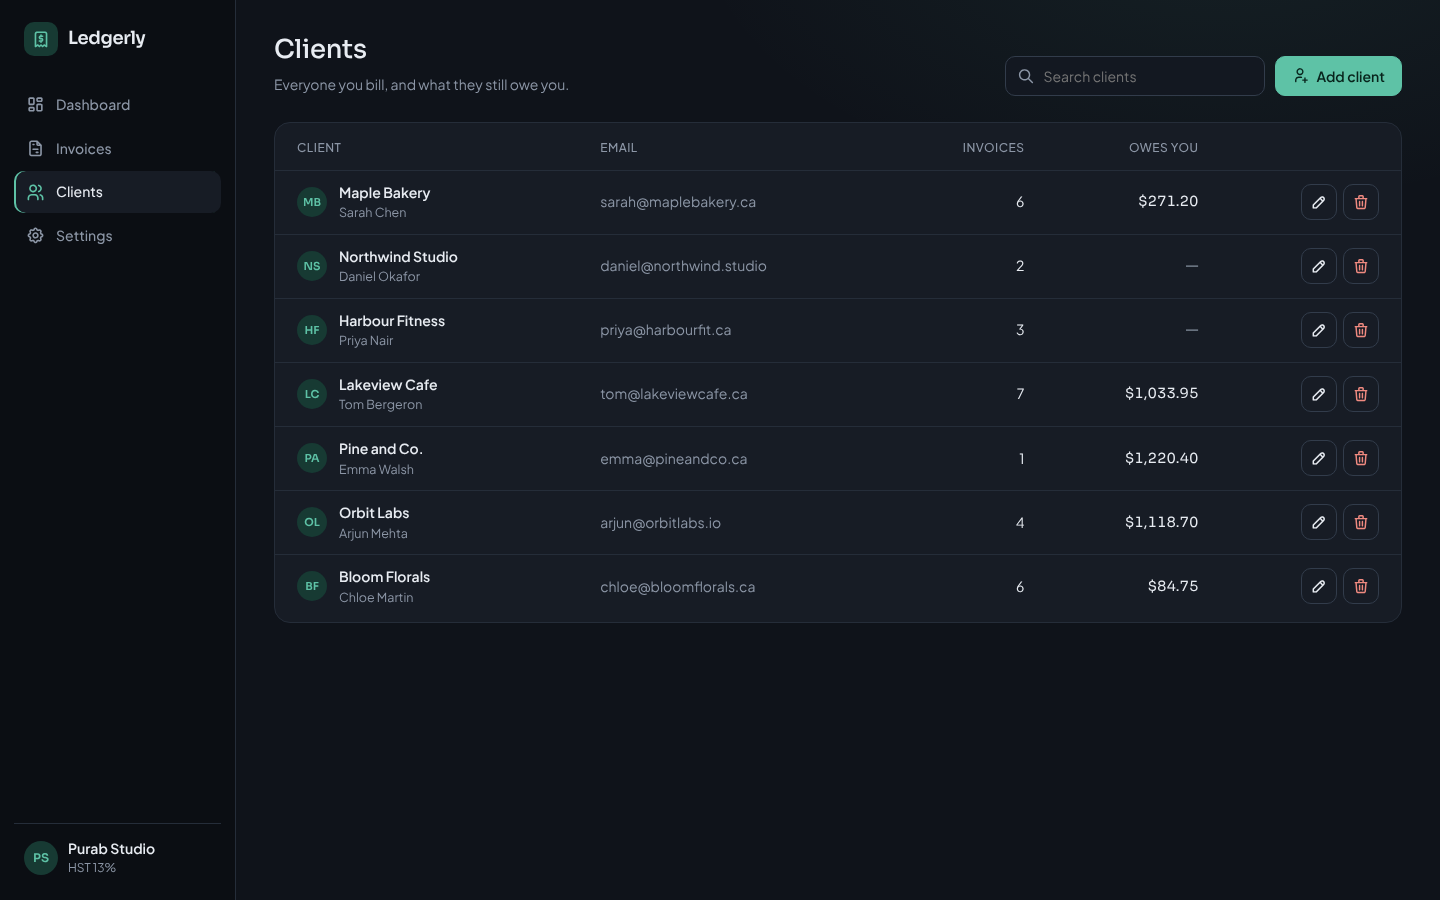 Ledgerly
Dashboard
Invoices
Clients
Settings
PS
Purab Studio
HST 13%
Clients
Everyone you bill, and what they still owe you.
Search clients
Add client
CLIENT EMAIL INVOICES OWES YOU
MB Maple Bakery sarah@maplebakery.ca 6 $271.20
Sarah Chen
NS Northwind Studio daniel@northwind.studio 2 —
Daniel Okafor
HF Harbour Fitness priya@harbourfit.ca 3 —
Priya Nair
LC Lakeview Cafe tom@lakeviewcafe.ca 7 $1,033.95
Tom Bergeron
PA Pine and Co. emma@pineandco.ca 1 $1,220.40
Emma Walsh
OL Orbit Labs arjun@orbitlabs.io 4 $1,118.70
Arjun Mehta
BF Bloom Florals chloe@bloomflorals.ca 6 $84.75
Chloe Martin